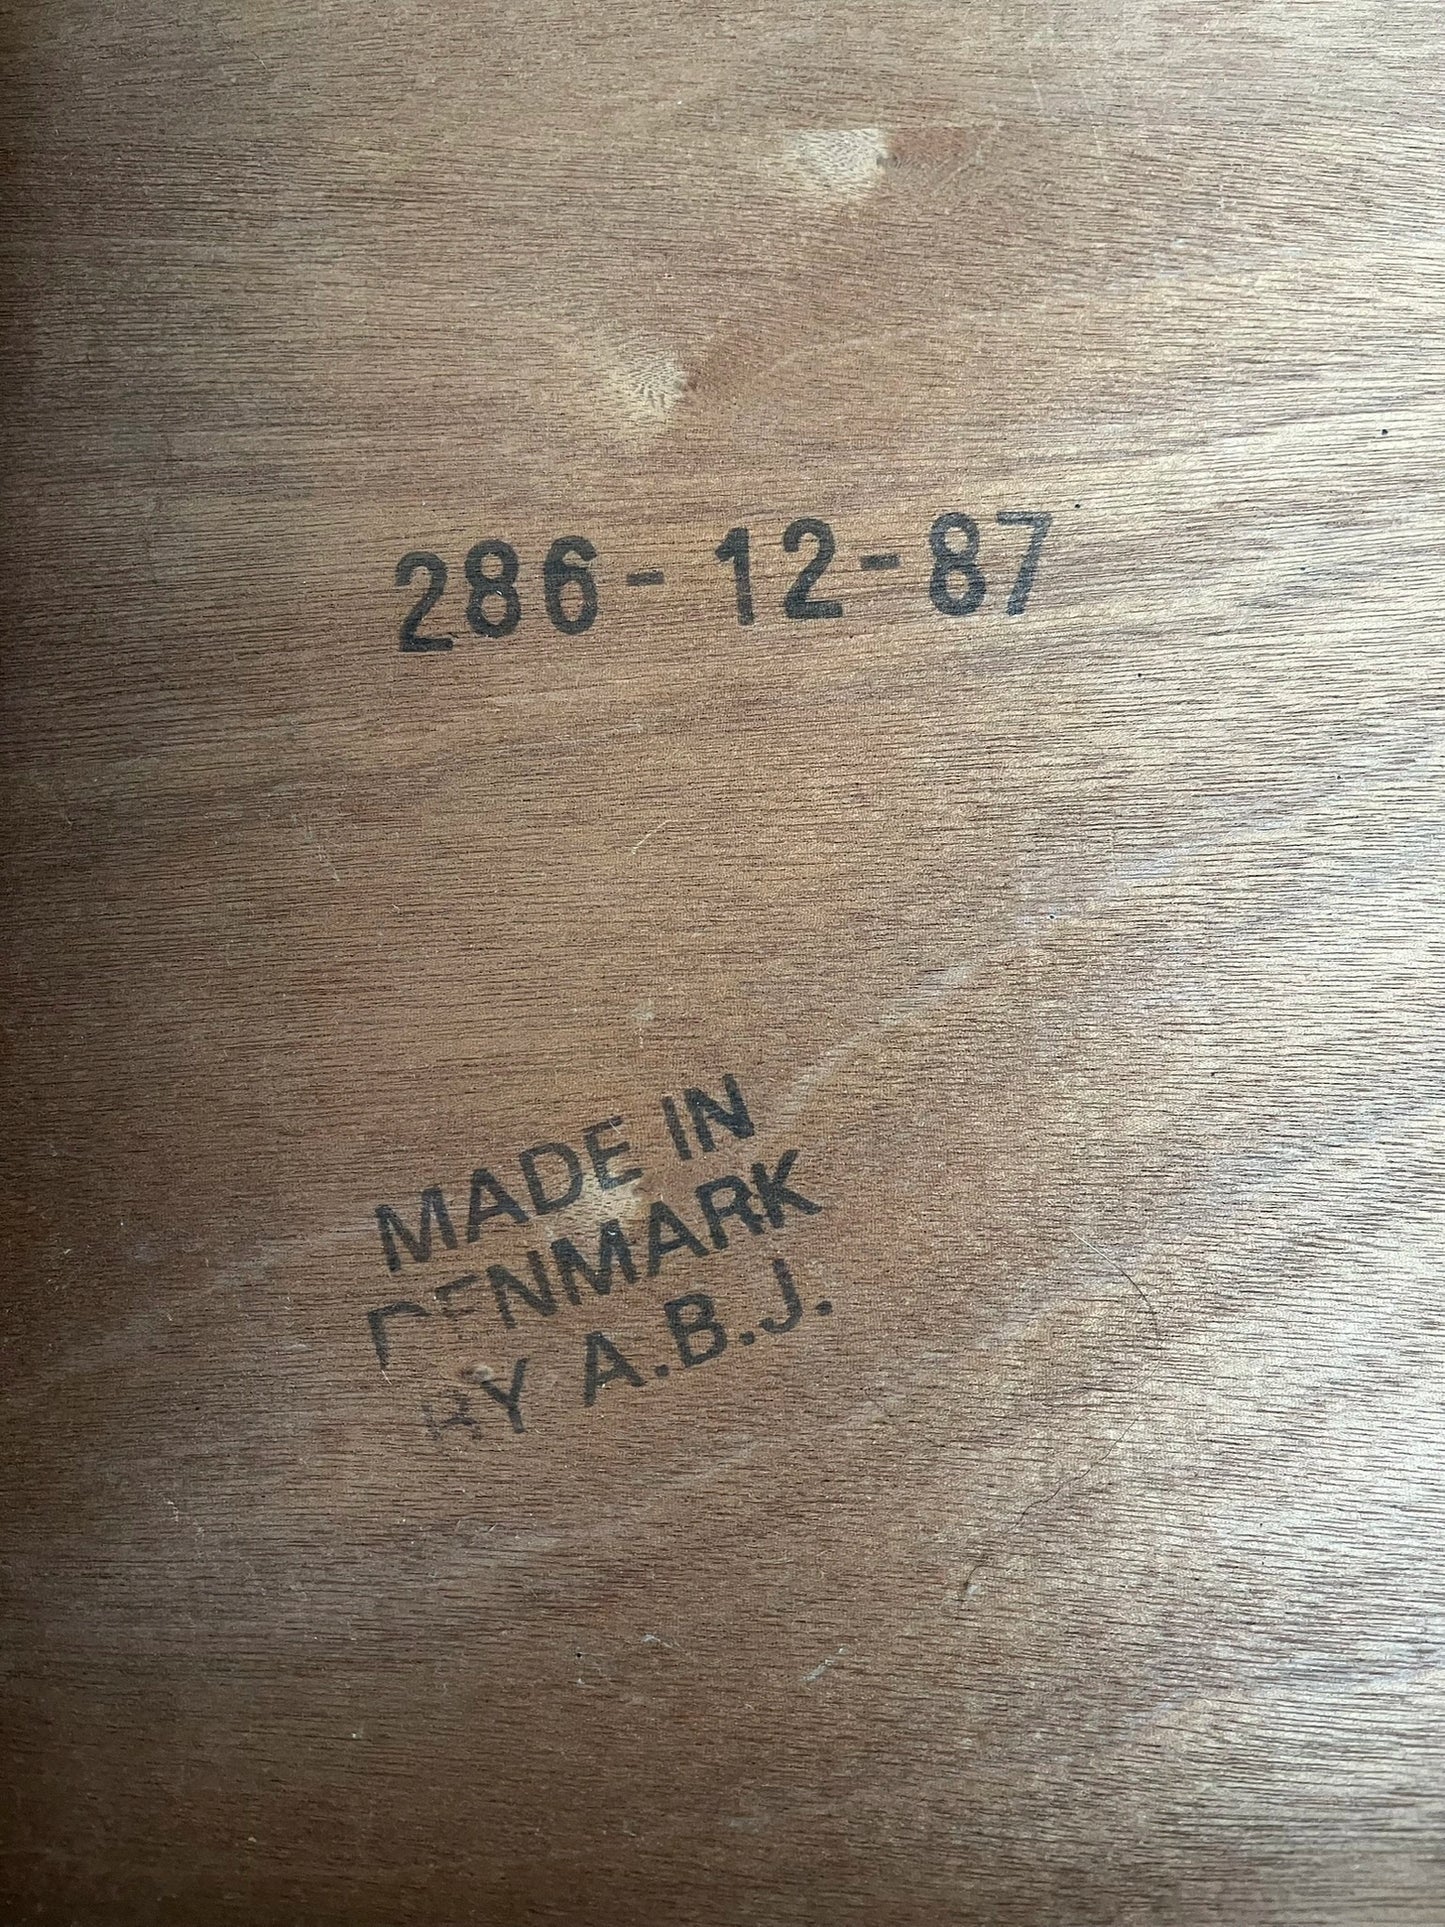 286-12-87
MADE IN
DENMARK
BY A.B.J.